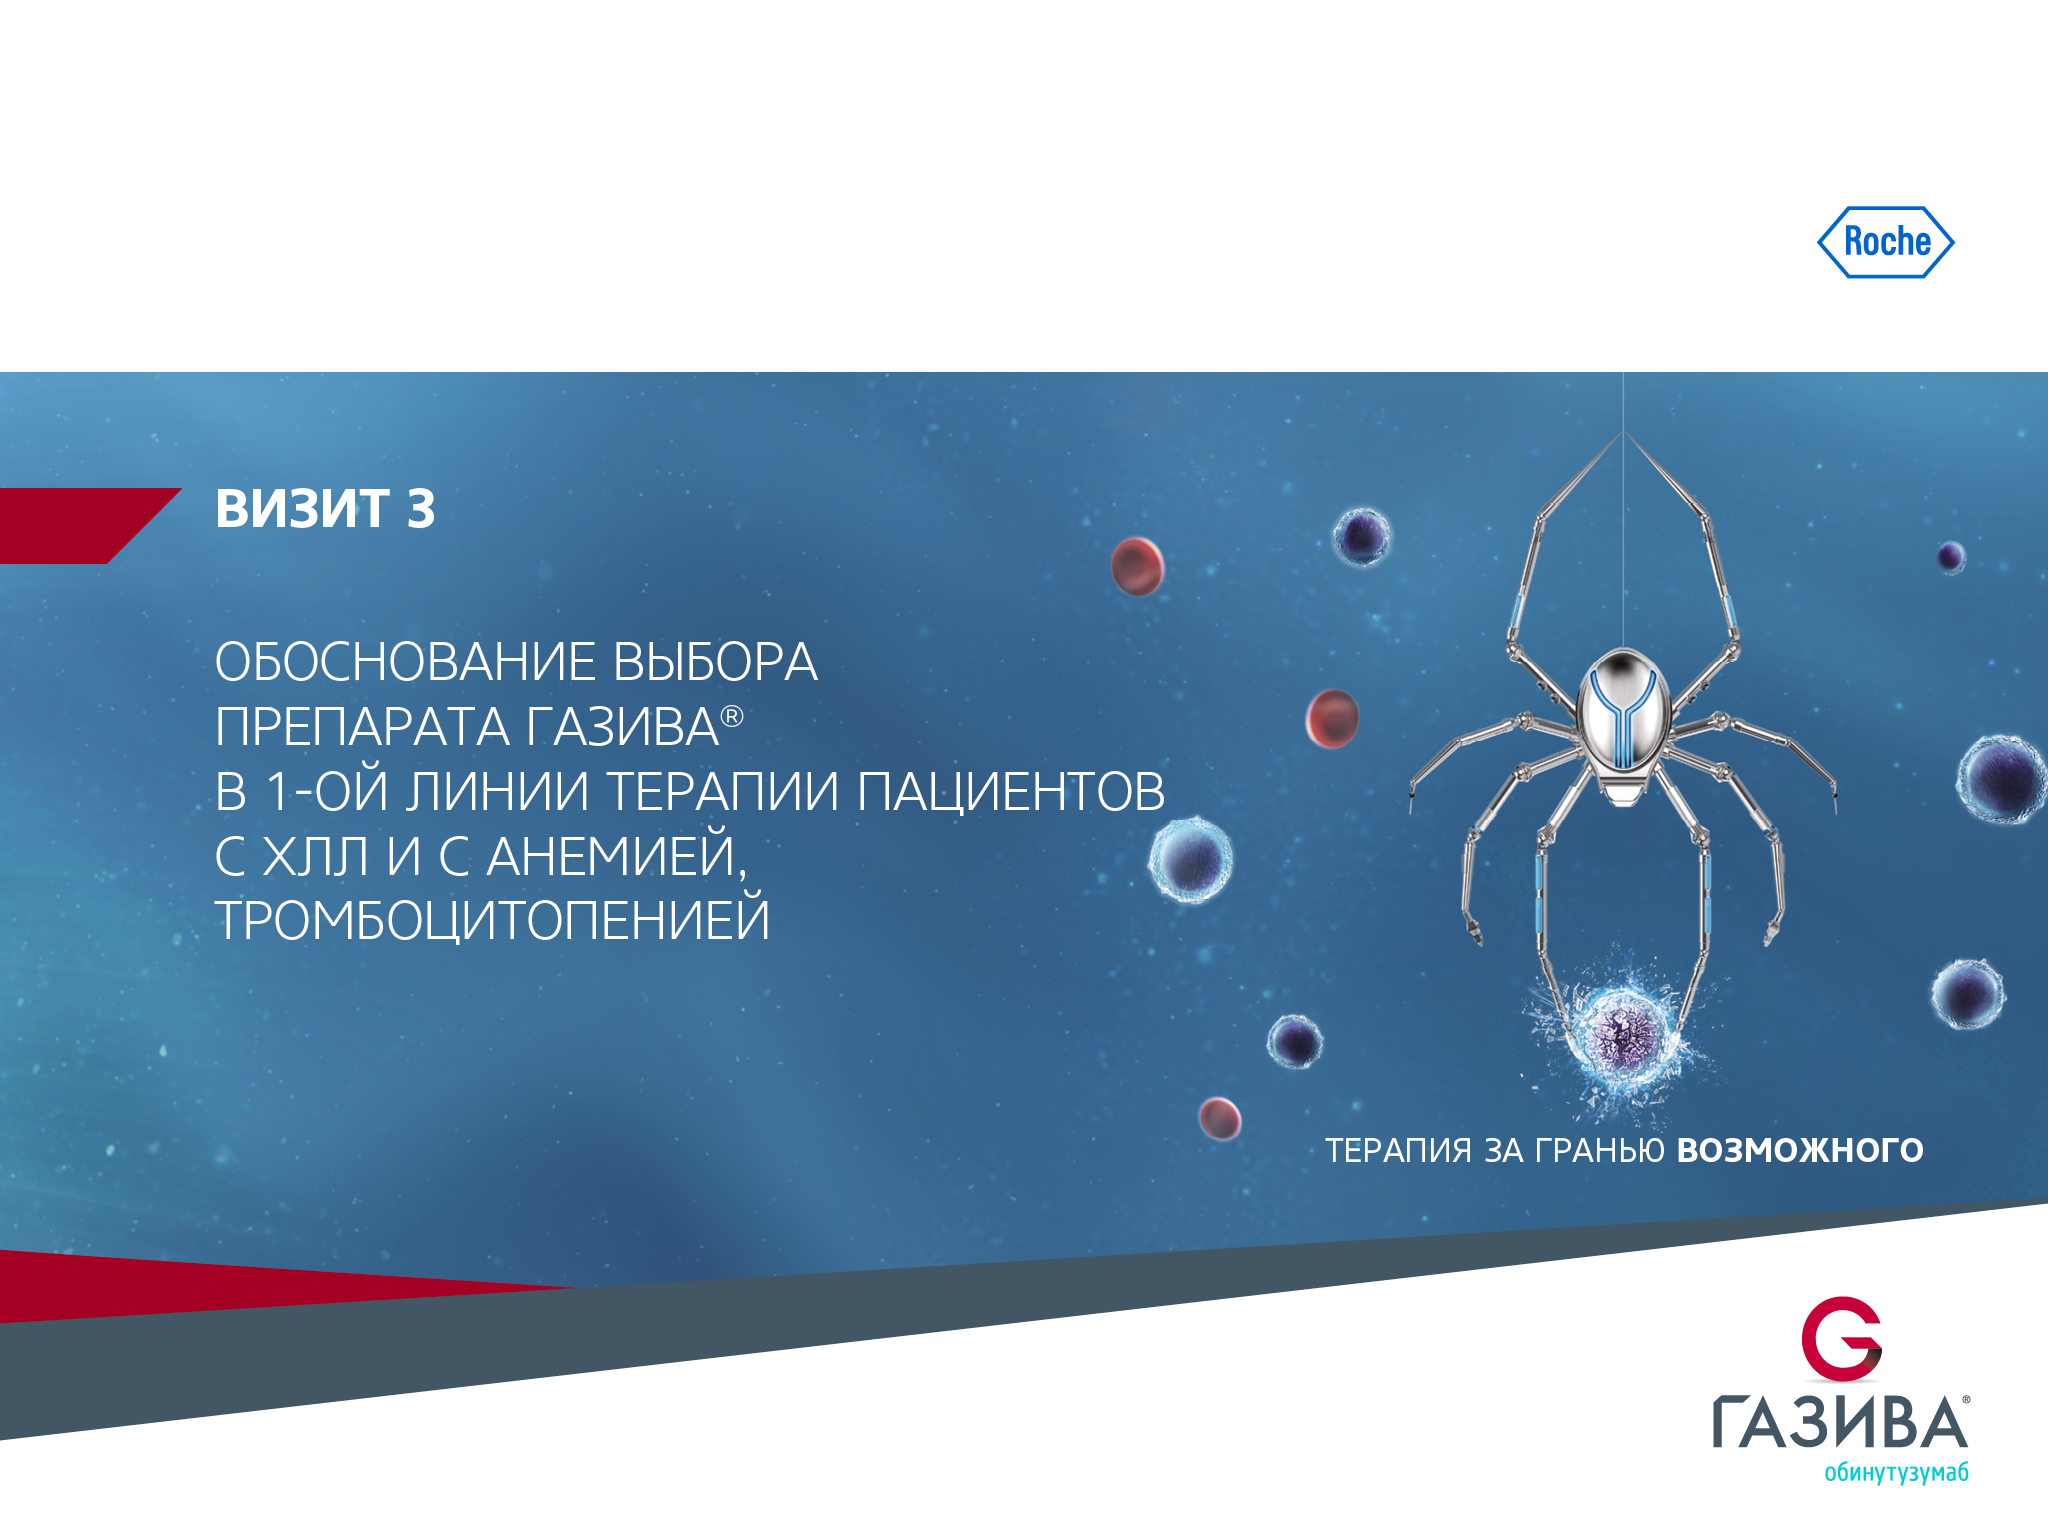 Roche
ВИЗИТ 3
ОБОСНОВАНИЕ ВЫБОРА
ПРЕПАРАТА ГАЗИВА®
В 1-ОЙ ЛИНИИ ТЕРАПИИ ПАЦИЕНТОВ
С ХЛЛ И С АНЕМИЕЙ,
ТРОМБОЦИТОПЕНИЕЙ
ТЕРАПИЯ ЗА ГРАНЬЮ ВОЗМОЖНОГО
ГАЗИВА®
обинутузумаб